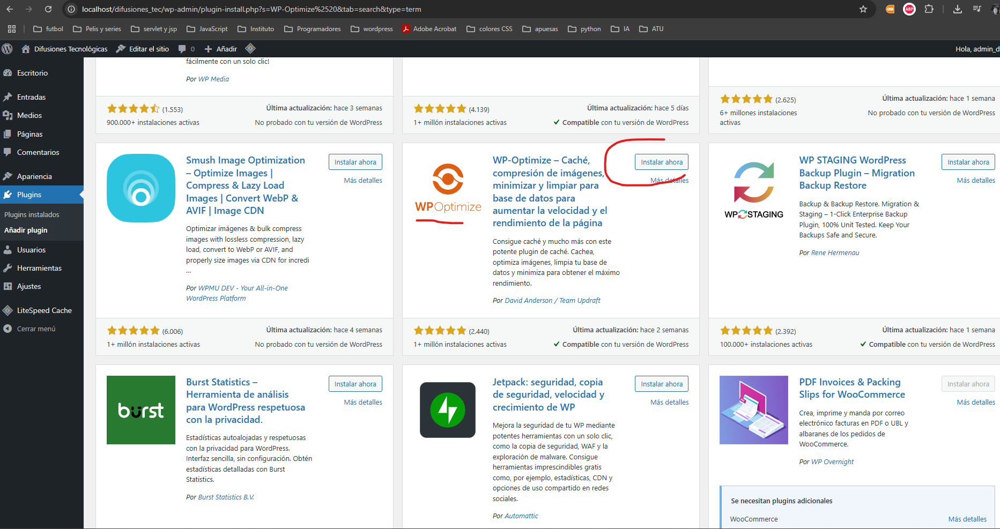 localhost/difusiones_tec/wp-admin/plugin-install.php?s=WP-Optimize%2520&tab=search&type=term
futbol
Pelis y series
servlet y jsp
JavaScript
Instituto
Programadores
wordpress
Adobe Acrobat
colores CSS
apuesas
python
IA
ATU
Difusiones Tecnológicas
Editar el sitio
0
Añadir
Hola, admin_d
Escritorio
Entradas
Medios
Páginas
Comentarios
Apariencia
Plugins
Plugins instalados
Añadir plugin
Usuarios
Herramientas
Ajustes
LiteSpeed Cache
Cerrar menú
fácilmente con un solo clic!
Por WP Media
(1.553)
Última actualización: hace 3 semanas
900.000+ instalaciones activas
No probado con tu versión de WordPress
(4.139)
Última actualización: hace 5 días
1+ millón instalaciones activas
Compatible con tu versión de WordPress
(2.625)
Última actualización: hace 1 semana
6+ millones instalaciones
activas
No probado con tu versión de WordPress
Smush Image Optimization
– Optimize Images |
Compress & Lazy Load
Images | Convert WebP &
AVIF | Image CDN
Instalar ahora
Más detalles
Optimizar imágenes & bulk compress
images with lossless compression, lazy
load, convert to WebP or AVIF, and
properly size images via CDN for incredi
...
Por WPMU DEV - Your All-in-One
WordPress Platform
(6.006)
Última actualización: hace 4 semanas
1+ millón instalaciones activas
No probado con tu versión de WordPress
WPOptimize
WP-Optimize – Caché,
compresión de imágenes,
minimizar y limpiar para
base de datos para
aumentar la velocidad y el
rendimiento de la página
Instalar ahora
Más detalles
Consigue caché y mucho más con este
potente plugin de caché. Cachea,
optimiza imágenes, limpia tu base de
datos y minimiza para obtener el máximo
rendimiento.
Por David Anderson / Team Updraft
(2.440)
Última actualización: hace 2 semanas
1+ millón instalaciones activas
Compatible con tu versión de WordPress
WP STAGING
WP STAGING WordPress
Backup Plugin – Migration
Backup Restore
Instalar ahora
Más detalles
Backup & Backup Restore. Migration &
Staging – 1-Click Enterprise Backup
Plugin, 100% Unit Tested. Keep Your
Backups Safe and Secure.
Por Rene Hermenau
(2.392)
Última actualización: hace 1 semana
100.000+ instalaciones activas
Compatible con tu versión de WordPress
burst
Burst Statistics –
Herramienta de análisis
para WordPress respetuosa
con la privacidad.
Instalar ahora
Más detalles
Estadísticas autoalojadas y respetuosas
con la privacidad para WordPress.
Interfaz sencilla, sin configuración. Obtén
estadísticas detalladas con Burst
Statistics.
Por Burst Statistics B.V.
Jetpack: seguridad, copia
de seguridad, velocidad y
crecimiento de WP
Instalar ahora
Más detalles
Mejora la seguridad de tu WP mediante
potentes herramientas con un solo clic,
como la copia de seguridad, WAF y la
exploración de malware. Consigue
herramientas imprescindibles gratis
como, por ejemplo, estadísticas, CDN y
opciones de uso compartido en redes
sociales.
Por Automattic
PDF Invoices & Packing
Slips for WooCommerce
Instalar ahora
Más detalles
Crea, imprime y manda por correo
electrónico facturas en PDF o UBL y
albaranes de los pedidos de
WooCommerce.
Por WP Overnight
Se necesitan plugins adicionales
WooCommerce
Más detalles